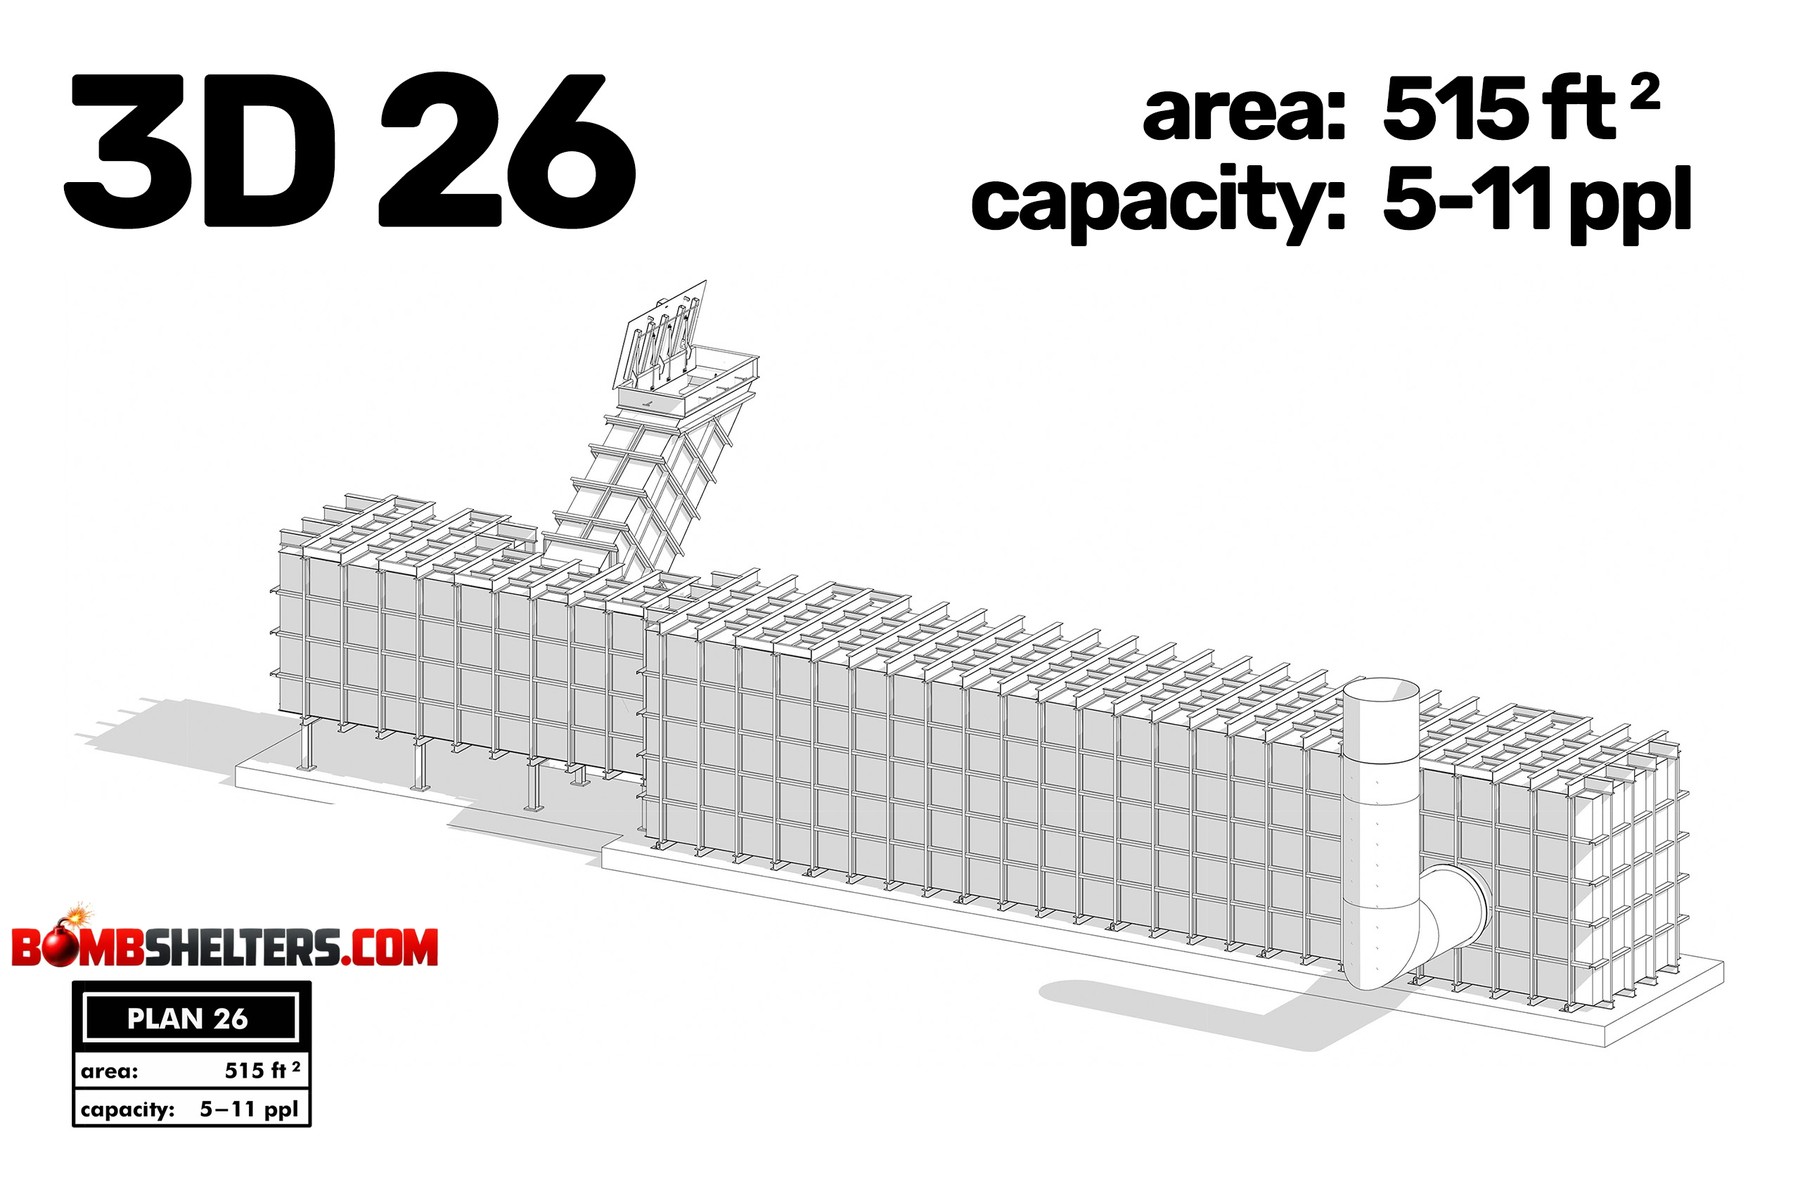 3D 26
area: 515 ft²
capacity: 5-11 ppl
BOMBSHELTERS.COM
PLAN 26
area: 515 ft²
capacity: 5–11 ppl